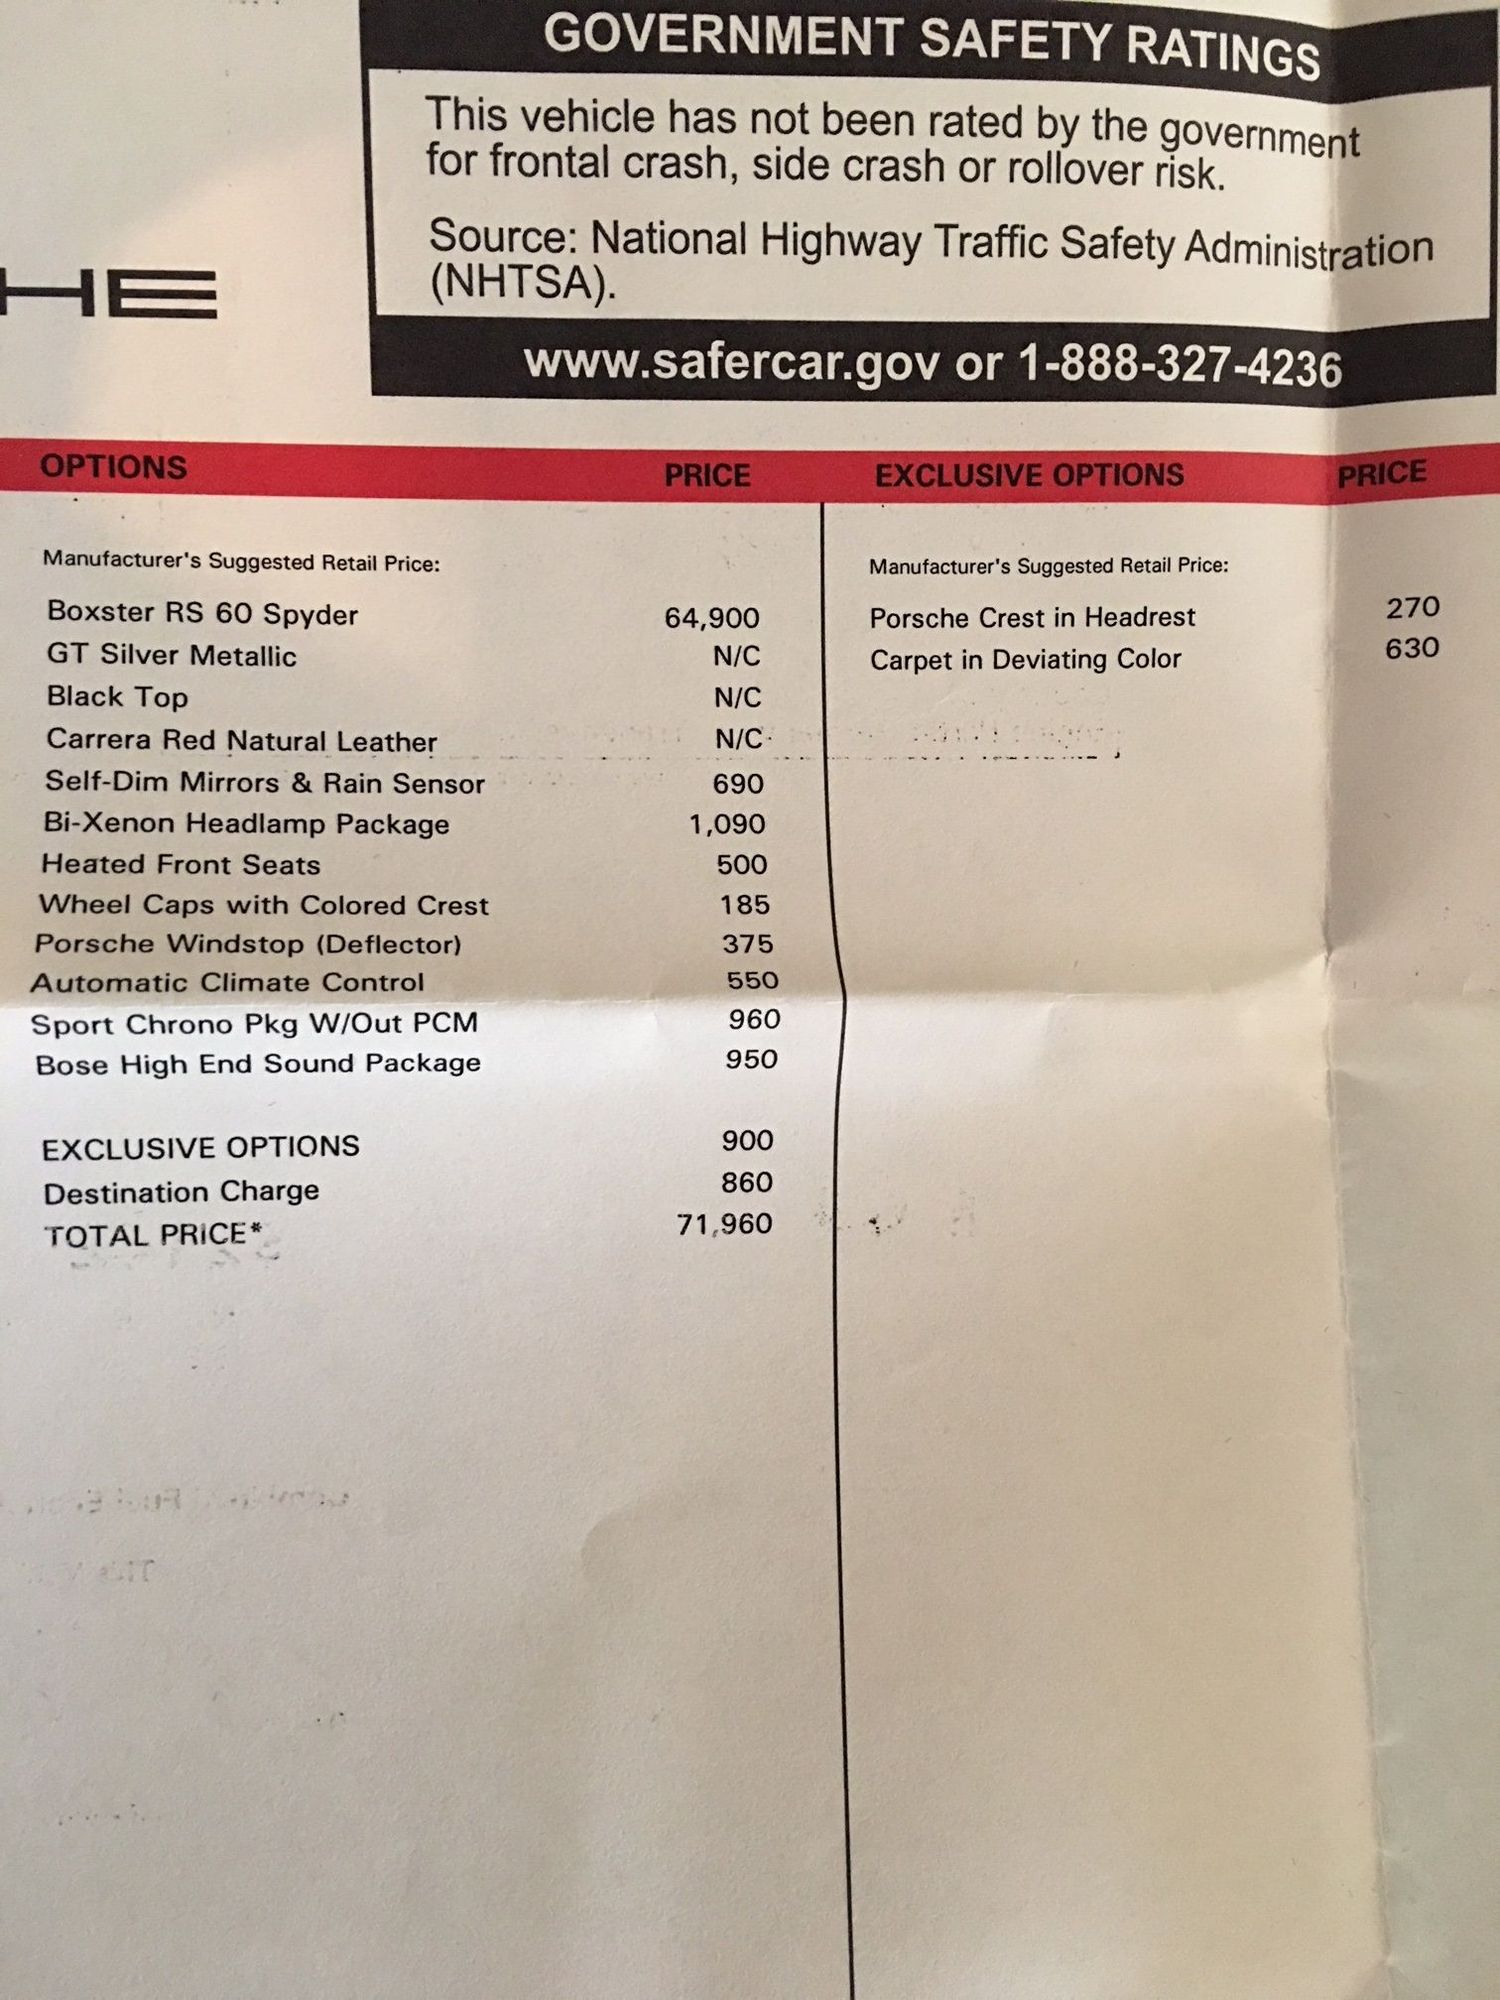 GOVERNMENT SAFETY RATINGS
This vehicle has not been rated by the government
for frontal crash, side crash or rollover risk.
Source: National Highway Traffic Safety Administration
(NHTSA).
HE
www.safercar.gov or 1-888-327-4236
OPTIONS PRICE EXCLUSIVE OPTIONS PRICE
Manufacturer's Suggested Retail Price: Manufacturer's Suggested Retail Price:
Boxster RS 60 Spyder 64,900 Porsche Crest in Headrest 270
GT Silver Metallic N/C Carpet in Deviating Color 630
Black Top N/C
Carrera Red Natural Leather N/C
Self-Dim Mirrors & Rain Sensor 690
Bi-Xenon Headlamp Package 1,090
Heated Front Seats 500
Wheel Caps with Colored Crest 185
Porsche Windstop (Deflector) 375
Automatic Climate Control 550
Sport Chrono Pkg W/Out PCM 960
Bose High End Sound Package 950
EXCLUSIVE OPTIONS 900
Destination Charge 860
TOTAL PRICE* 71,960